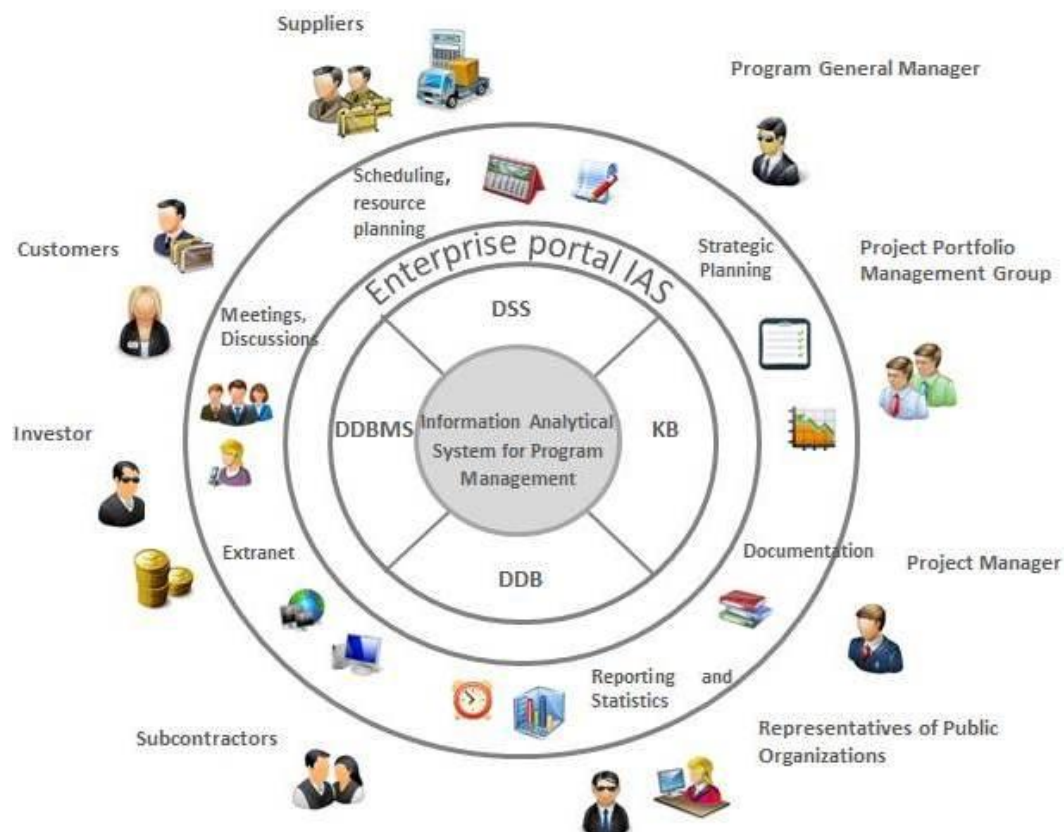 Suppliers
Program General Manager
Scheduling,
resource
planning
Enterprise portal IAS
Strategic
Planning
Project Portfolio
Management Group
Customers
Meetings,
Discussions
DSS
DDBMS
Information Analytical
System for Program
Management
KB
DDB
Investor
Extranet
Documentation
Project Manager
Reporting and
Statistics
Subcontractors
Representatives of Public
Organizations